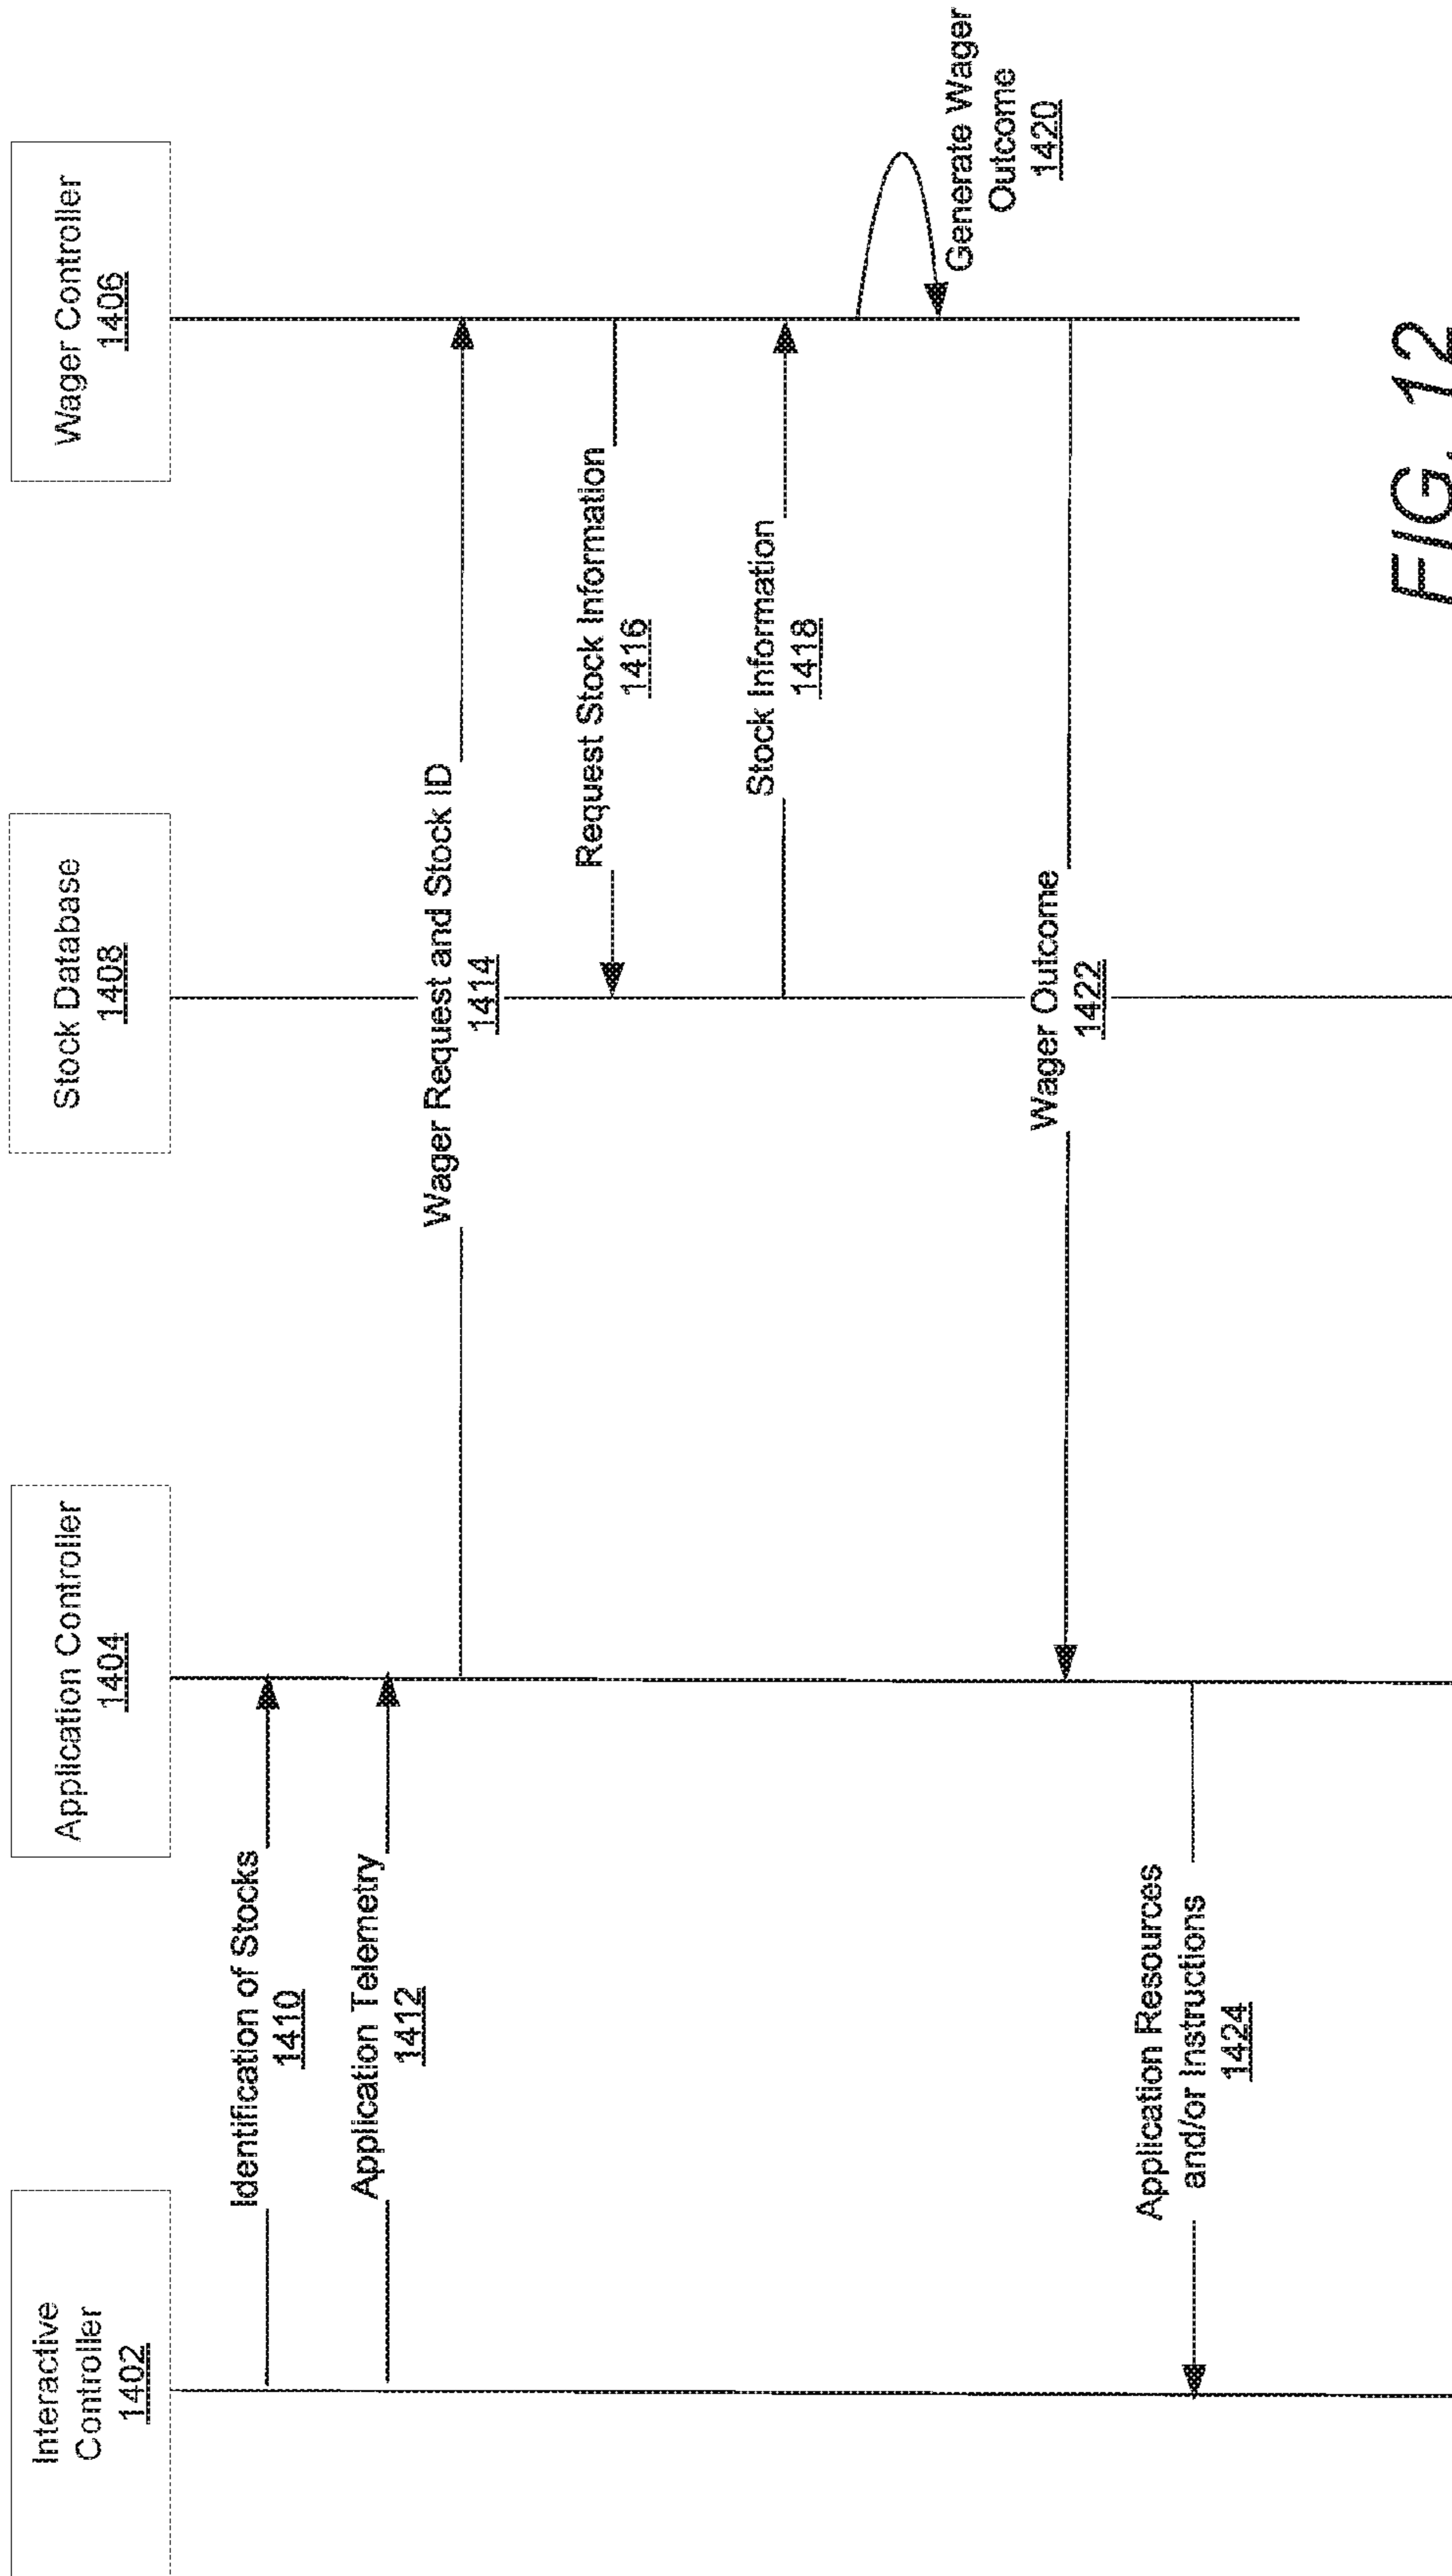 Interactive
Controller
1402
Application Controller
1404
Stock Database
1408
Wager Controller
1406
Identification of Stocks
1410
Application Telemetry
1412
Wager Request and Stock ID
1414
Request Stock Information
1416
Stock Information
1418
Generate Wager
Outcome
1420
Wager Outcome
1422
Application Resources
and/or Instructions
1424
FIG. 12